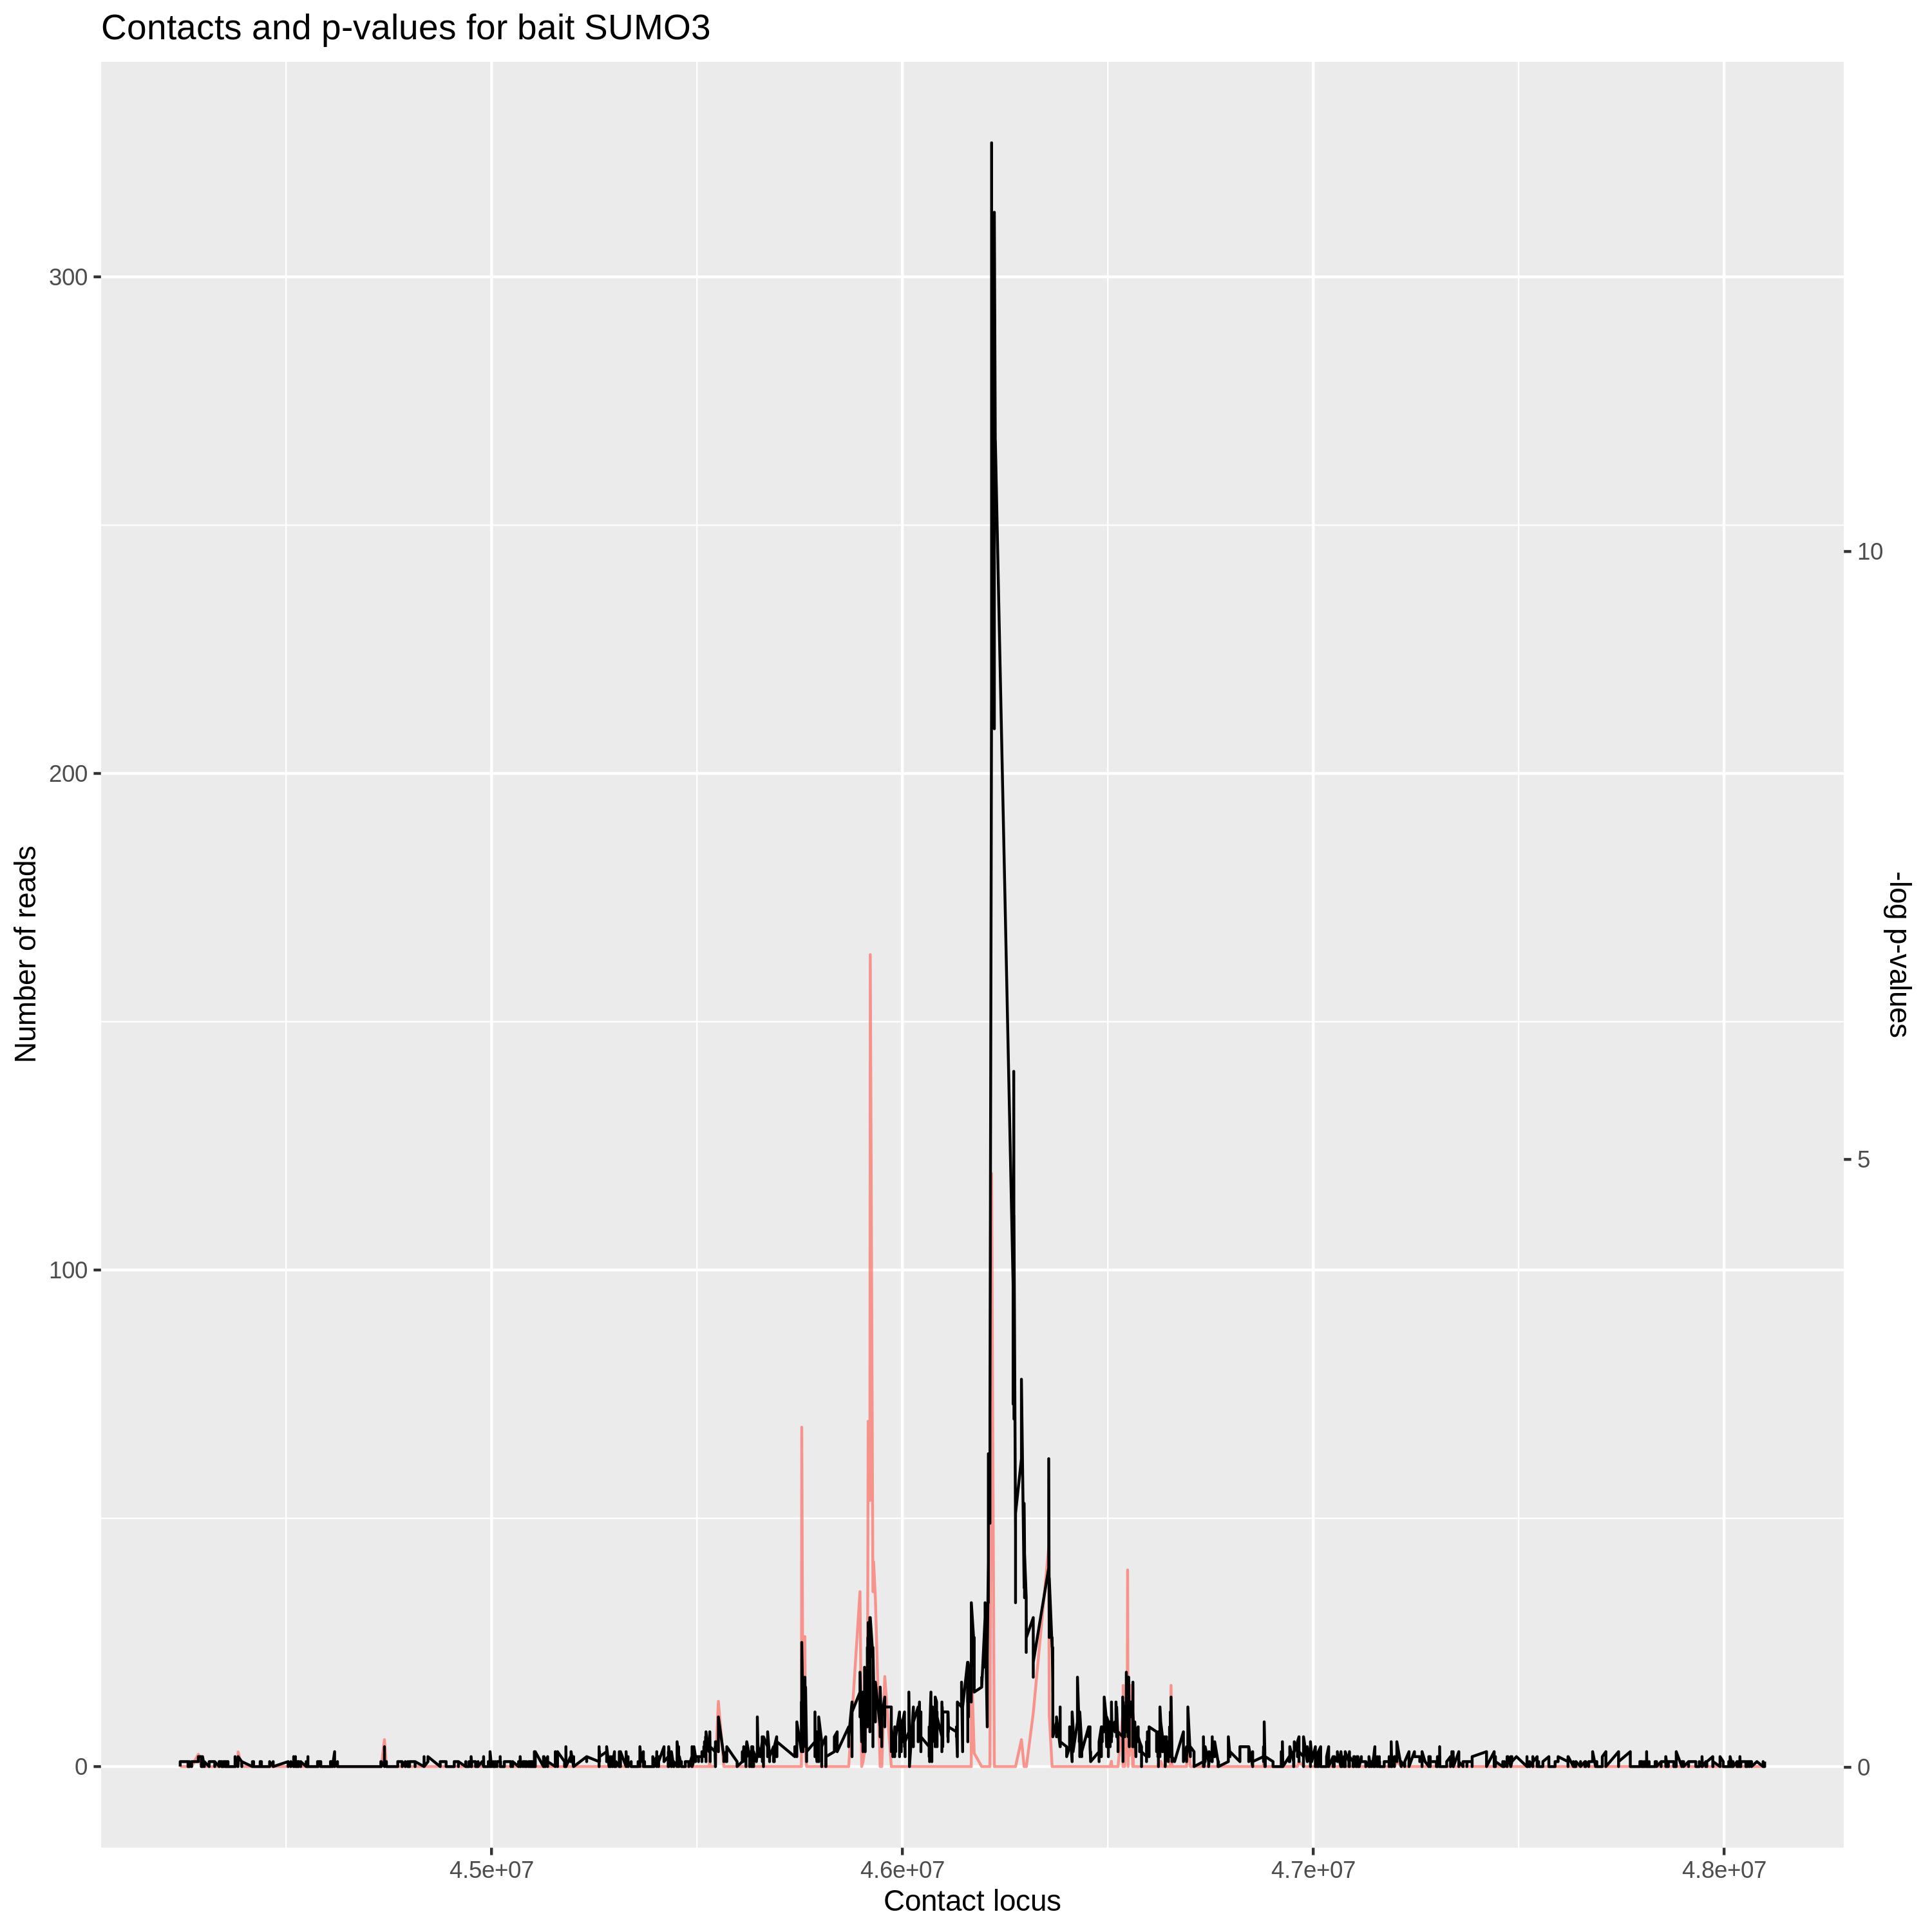 Contacts and p-values for bait SUMO3
Number of reads
300
200
100
0
10
5
0
-log p-values
4.5e+07
4.6e+07
4.7e+07
4.8e+07
Contact locus